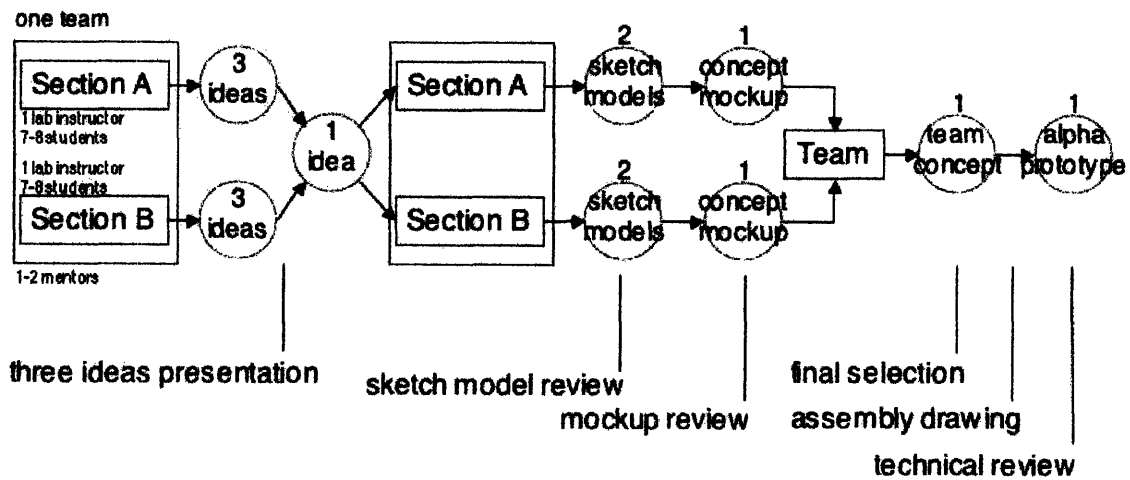 one team
Section A
1 lab instructor
7-8 students
1 lab instructor
7-8 students
Section B
1-2 mentors
3
ideas
3
ideas
1
idea
Section A
Section B
2
sketch
models
1
concept
mockup
2
sketch
models
1
concept
mockup
Team
1
team
concept
1
alpha
prototype
three ideas presentation
sketch model review
mockup review
final selection
assembly drawing
technical review